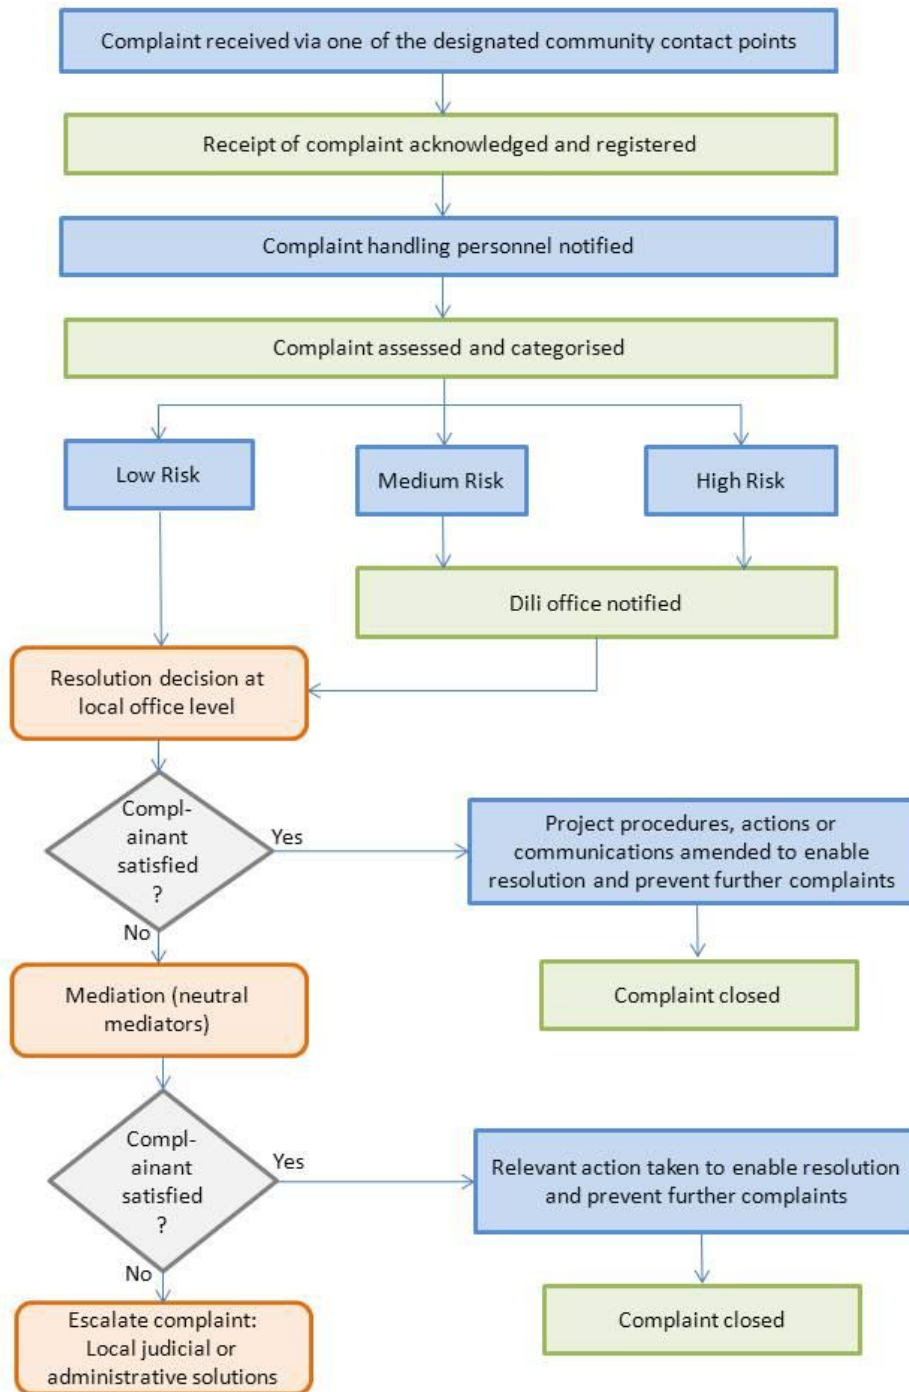 Complaint received via one of the designated community contact points
Receipt of complaint acknowledged and registered
Complaint handling personnel notified
Complaint assessed and categorised
Low Risk
Medium Risk
High Risk
Dili office notified
Resolution decision at
local office level
Compl-
ainant
satisfied
?
Yes
Project procedures, actions or
communications amended to enable
resolution and prevent further complaints
No
Complaint closed
Mediation (neutral
mediators)
Compl-
ainant
satisfied
?
Yes
Relevant action taken to enable resolution
and prevent further complaints
No
Complaint closed
Escalate complaint:
Local judicial or
administrative solutions